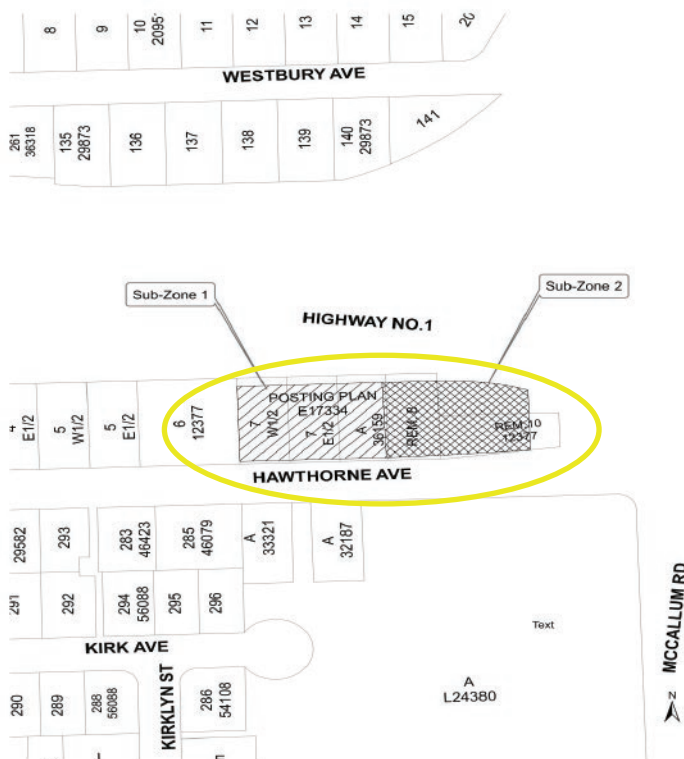 8
9
10
2095
11
12
13
14
15
20
WESTBURY AVE
261
36318
135
29873
136
137
138
139
140
29873
141
Sub-Zone 1
Sub-Zone 2
HIGHWAY NO.1
E1/2
5
W1/2
5
E1/2
6
12377
POSTING PLAN
E17334
7
W1/2
7
E1/2
A
36159
REM. 8
REM. 10
12377
HAWTHORNE AVE
29582
293
283
46423
285
46079
A
33321
A
32187
291
292
294
56088
295
296
Text
KIRK AVE
MCCALLUM RD
290
289
288
56088
KIRKLYN ST
286
54108
A
L24380
N